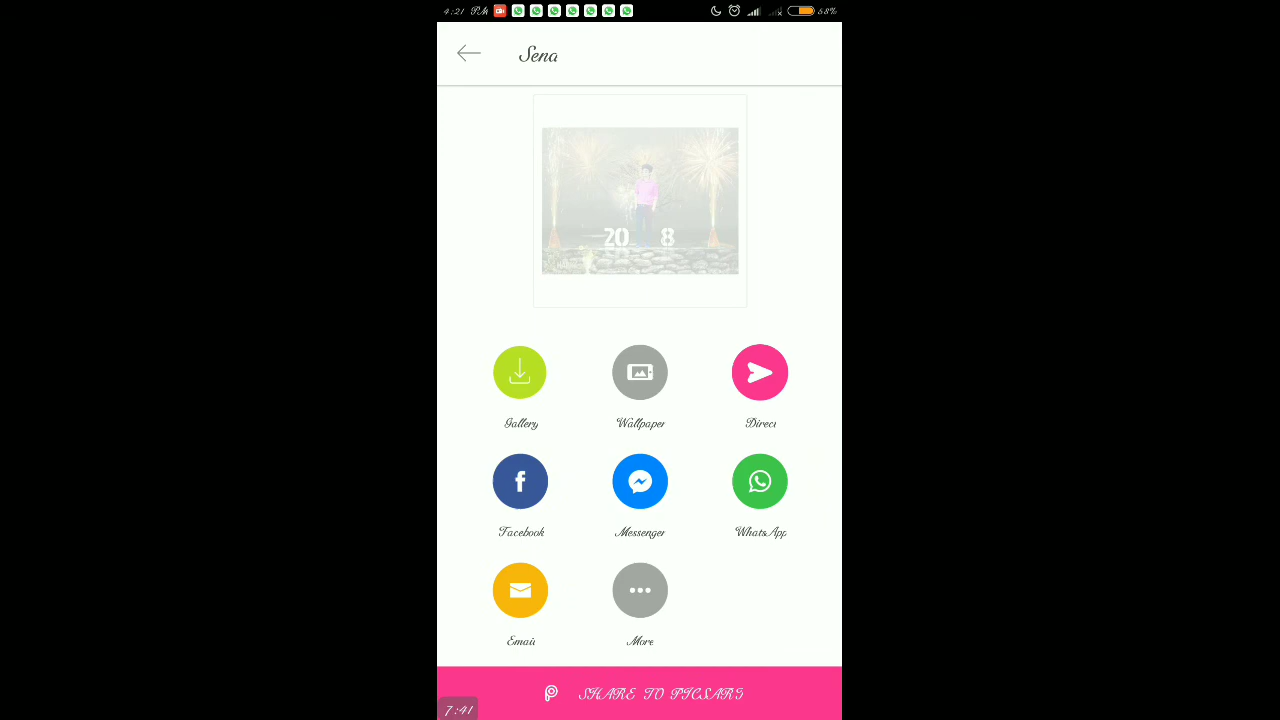 4:21 PM 58%
Send
20 8
Gallery Wallpaper Direct
Facebook Messenger WhatsApp
Email More
SHARE TO PICSART
7:41